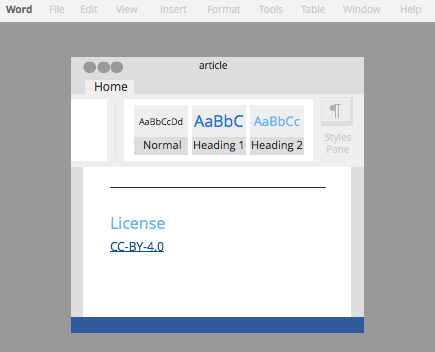 Word File Edit View Insert Format Tools Table Window Help
article
Home
AaBbCcDd AaBbC AaBbCc ¶
Normal Heading 1 Heading 2 Styles
Pane
License
CC-BY-4.0